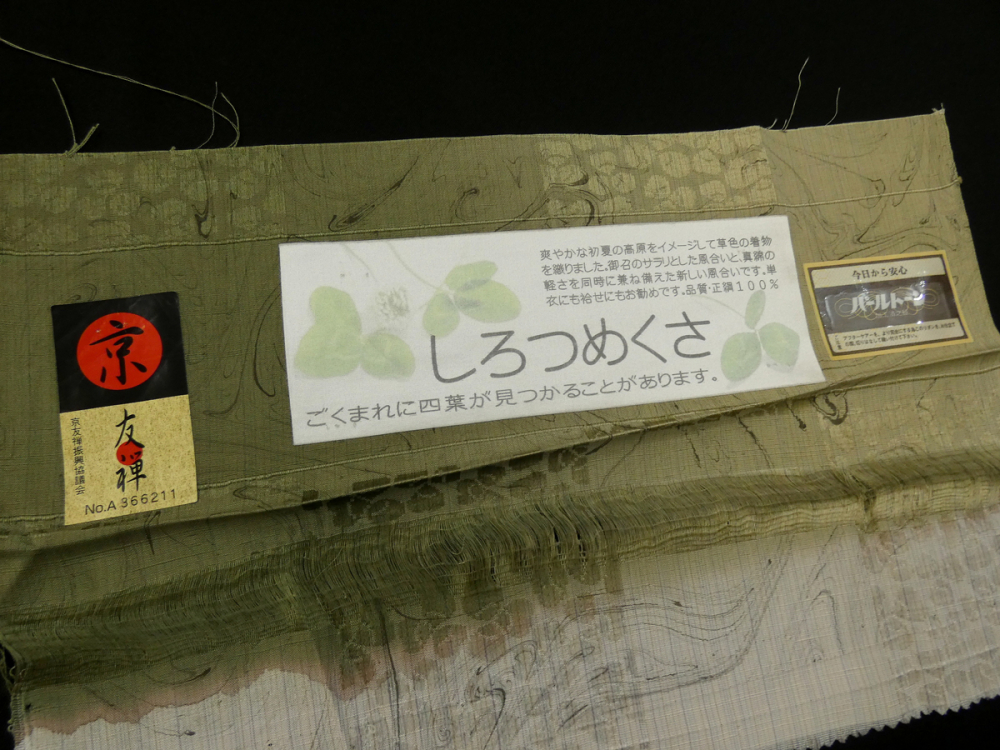 京
友禅
京友禅振興協議会
No.A 366211
爽やかな初夏の高原をイメージして草色の着物
を織りました。御召のサラリとした風合いと、真綿の
軽さを同時に兼ね備えた新しい風合いです。単
衣にも袷せにもお勧めです。品質・正絹100%
しろつめくさ
ごくまれに四葉が見つかることがあります。
今日から安心
パールトーン